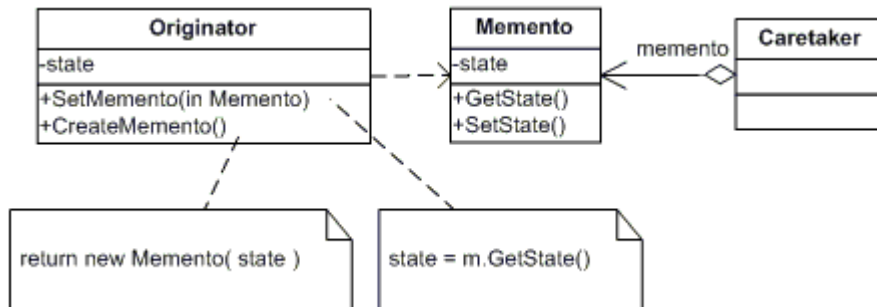 Originator
-state
+SetMemento(in Memento)
+CreateMemento()
Memento
-state
+GetState()
+SetState()
memento
Caretaker
return new Memento( state )
state = m.GetState()